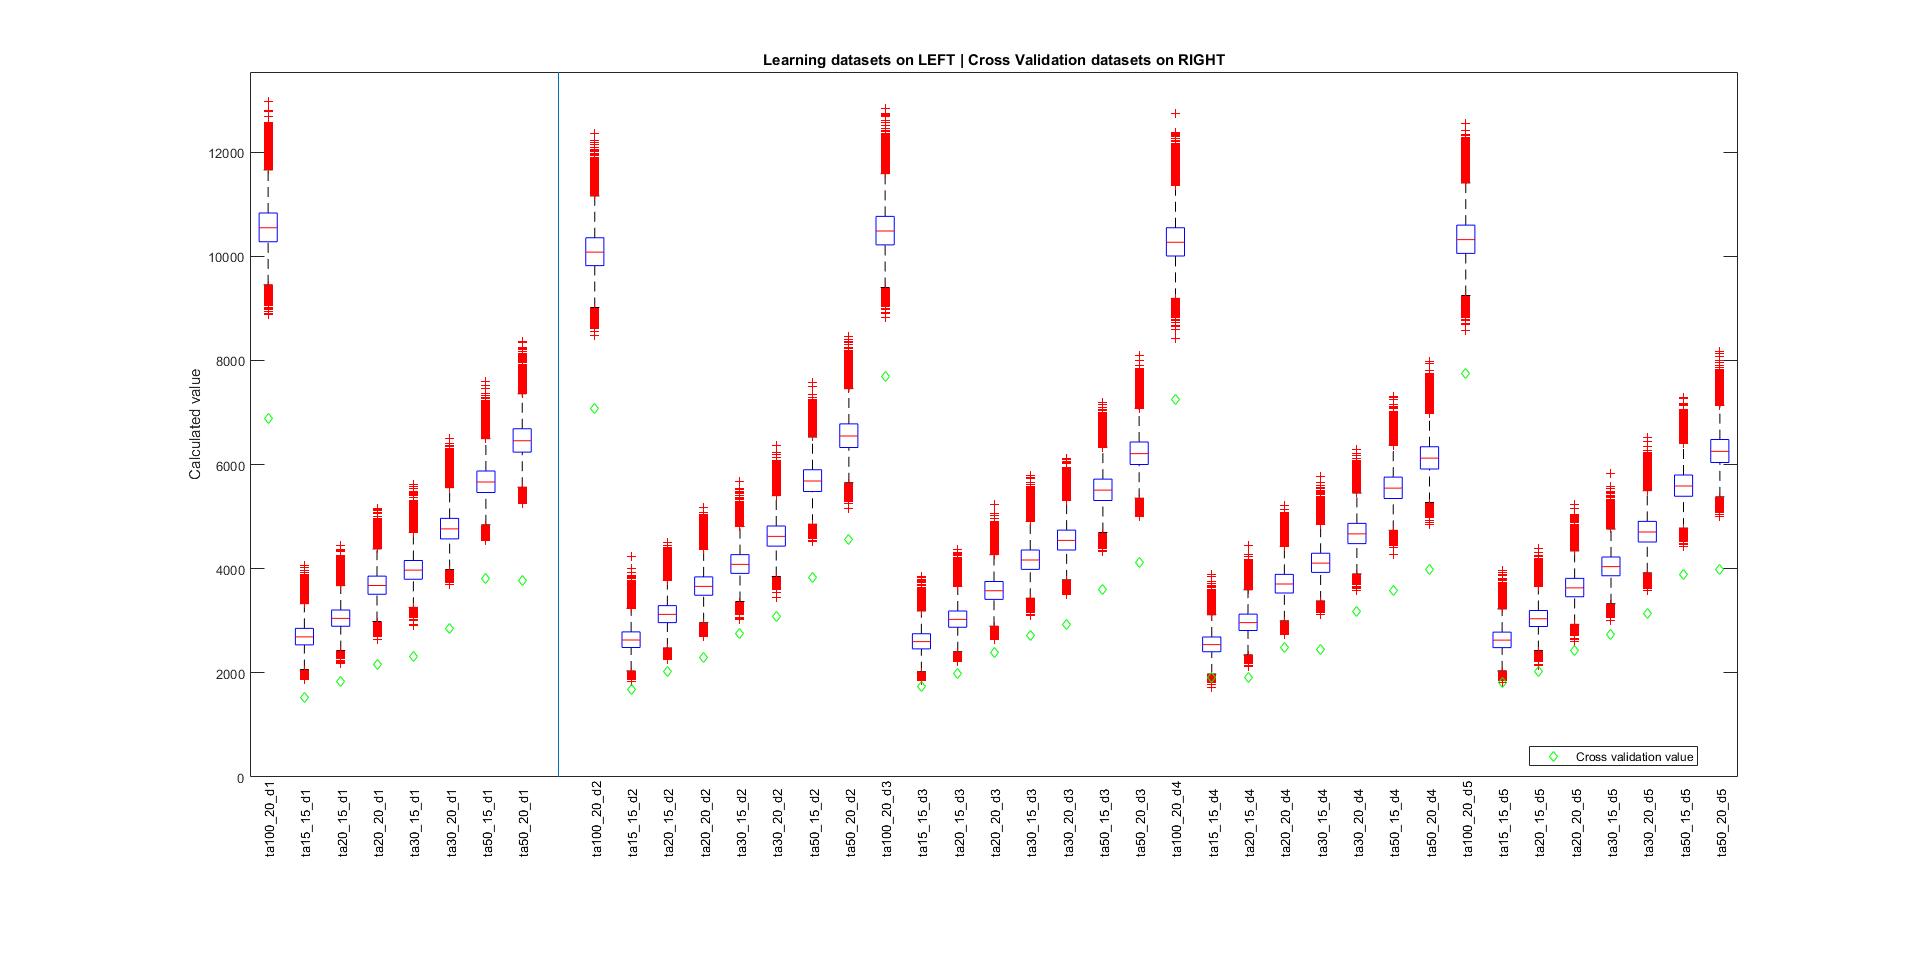 Learning datasets on LEFT | Cross Validation datasets on RIGHT
Calculated value
12000
10000
8000
6000
4000
2000
0
Cross validation value
ta100_20_d1
ta15_15_d1
ta20_15_d1
ta20_20_d1
ta30_15_d1
ta30_20_d1
ta50_15_d1
ta50_20_d1
ta100_20_d2
ta15_15_d2
ta20_15_d2
ta20_20_d2
ta30_15_d2
ta30_20_d2
ta50_15_d2
ta50_20_d2
ta100_20_d3
ta15_15_d3
ta20_15_d3
ta20_20_d3
ta30_15_d3
ta30_20_d3
ta50_15_d3
ta50_20_d3
ta100_20_d4
ta15_15_d4
ta20_15_d4
ta20_20_d4
ta30_15_d4
ta30_20_d4
ta50_15_d4
ta50_20_d4
ta100_20_d5
ta15_15_d5
ta20_15_d5
ta20_20_d5
ta30_15_d5
ta30_20_d5
ta50_15_d5
ta50_20_d5